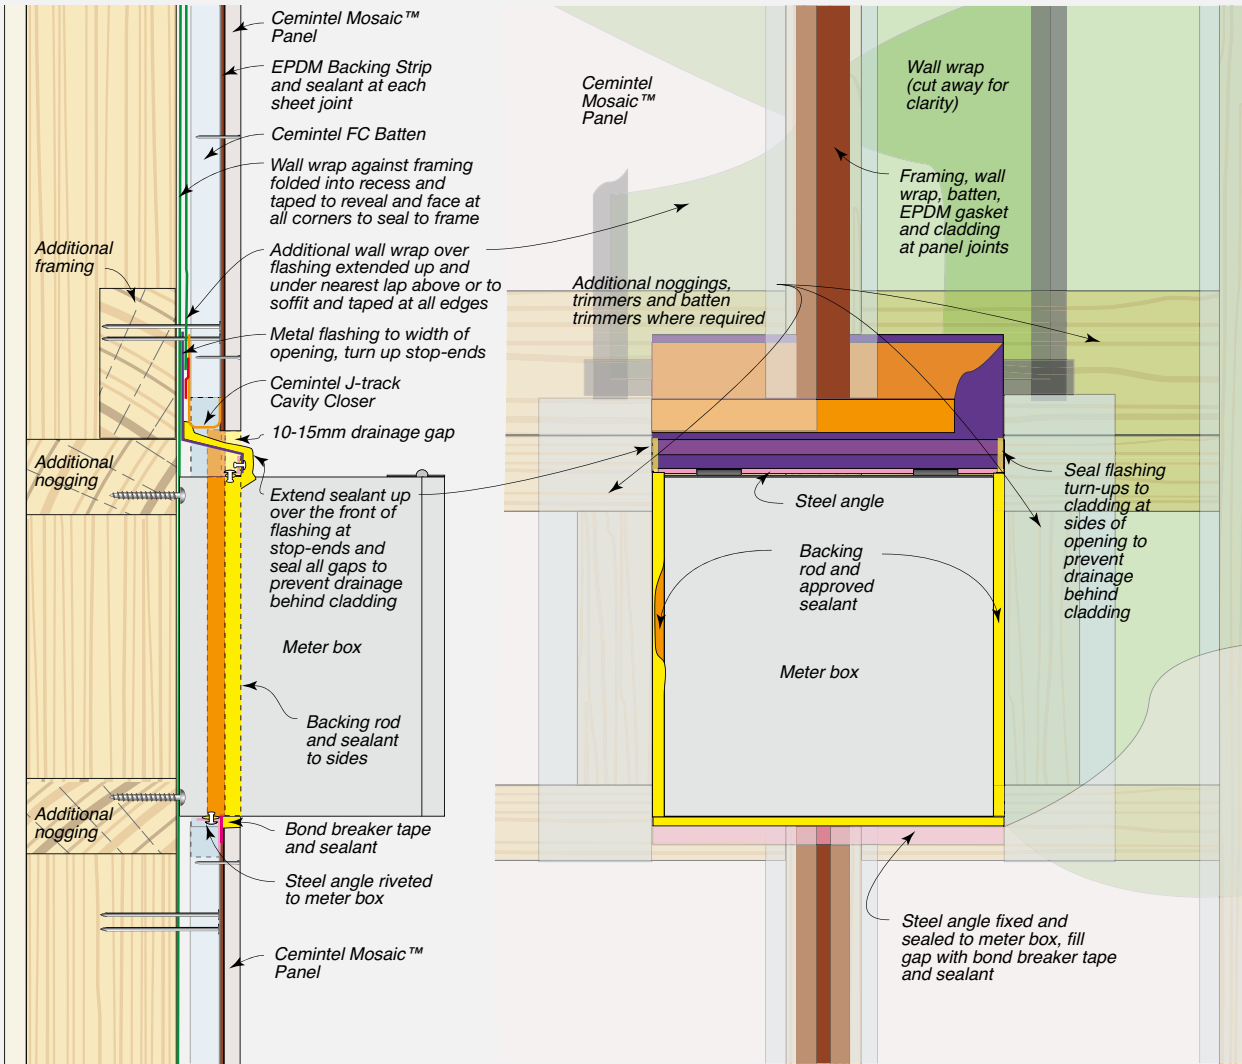 Cemintel Mosaic™
Panel
EPDM Backing Strip
and sealant at each
sheet joint
Cemintel FC Batten
Wall wrap against framing
folded into recess and
taped to reveal and face at
all corners to seal to frame
Additional
framing
Additional wall wrap over
flashing extended up and
under nearest lap above or to
soffit and taped at all edges
Metal flashing to width of
opening, turn up stop-ends
Cemintel J-track
Cavity Closer
10-15mm drainage gap
Additional
nogging
Extend sealant up
over the front of
flashing at
stop-ends and
seal all gaps to
prevent drainage
behind cladding
Meter box
Backing rod
and sealant
to sides
Additional
nogging
Bond breaker tape
and sealant
Steel angle riveted
to meter box
Cemintel Mosaic™
Panel
Cemintel
Mosaic™
Panel
Wall wrap
(cut away for
clarity)
Framing, wall
wrap, batten,
EPDM gasket
and cladding
at panel joints
Additional noggings,
trimmers and batten
trimmers where required
Steel angle
Seal flashing
turn-ups to
cladding at
sides of
opening to
prevent
drainage
behind
cladding
Backing
rod and
approved
sealant
Meter box
Steel angle fixed and
sealed to meter box, fill
gap with bond breaker tape
and sealant